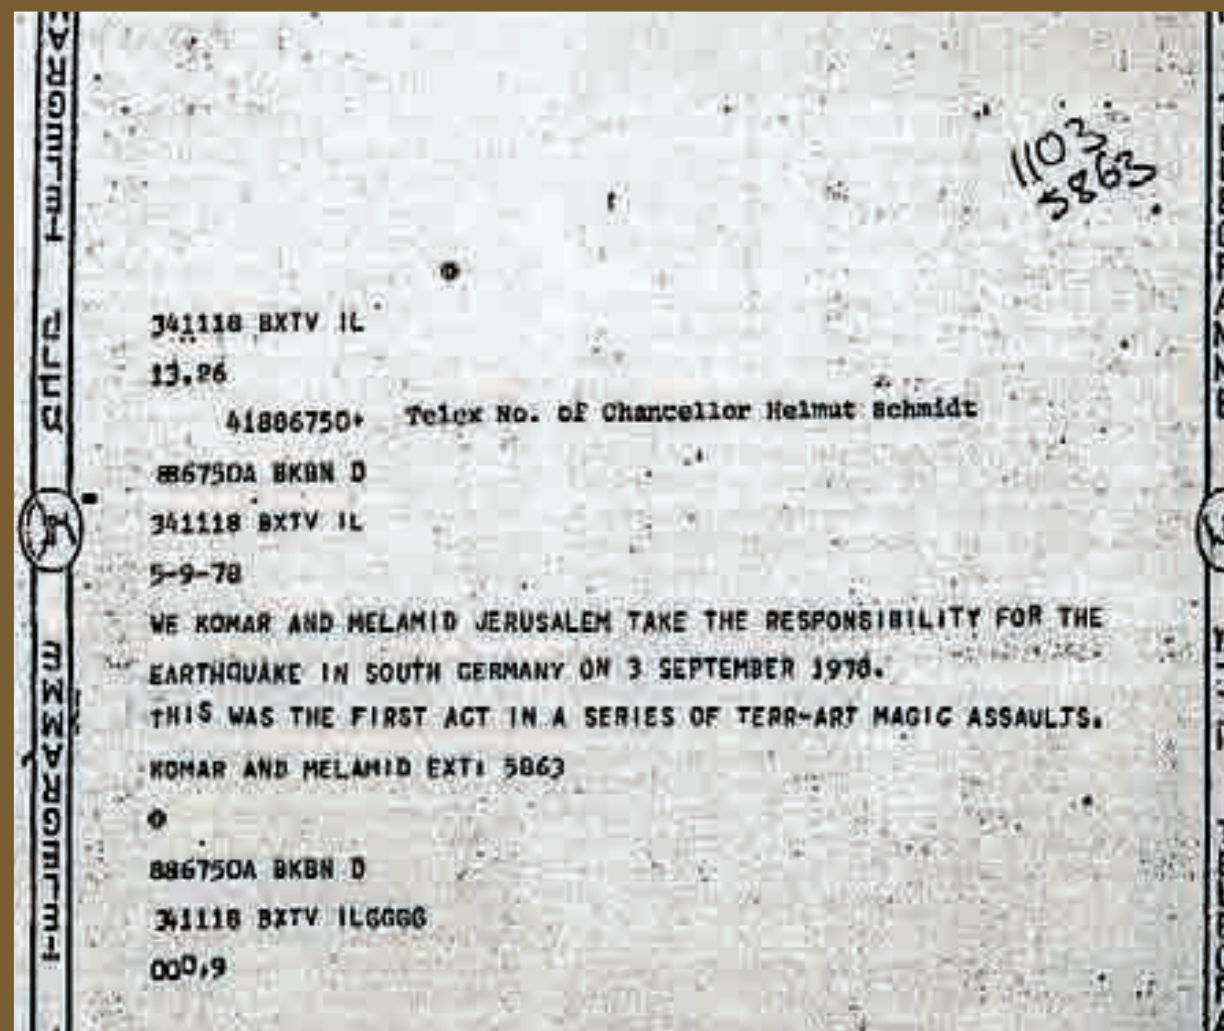 1103
5863
341118 BXTV IL
13.26
41886750+ Telex No. of Chancellor Helmut Schmidt
886750A BKBN D
341118 BXTV IL
5-9-78
WE KOMAR AND MELAMID JERUSALEM TAKE THE RESPONSIBILITY FOR THE
EARTHQUAKE IN SOUTH GERMANY ON 3 SEPTEMBER 1978.
THIS WAS THE FIRST ACT IN A SERIES OF TERR-ART MAGIC ASSAULTS.
KOMAR AND MELAMID EXT: 5863
886750A BKBN D
341118 BXTV ILGGGG
000,9